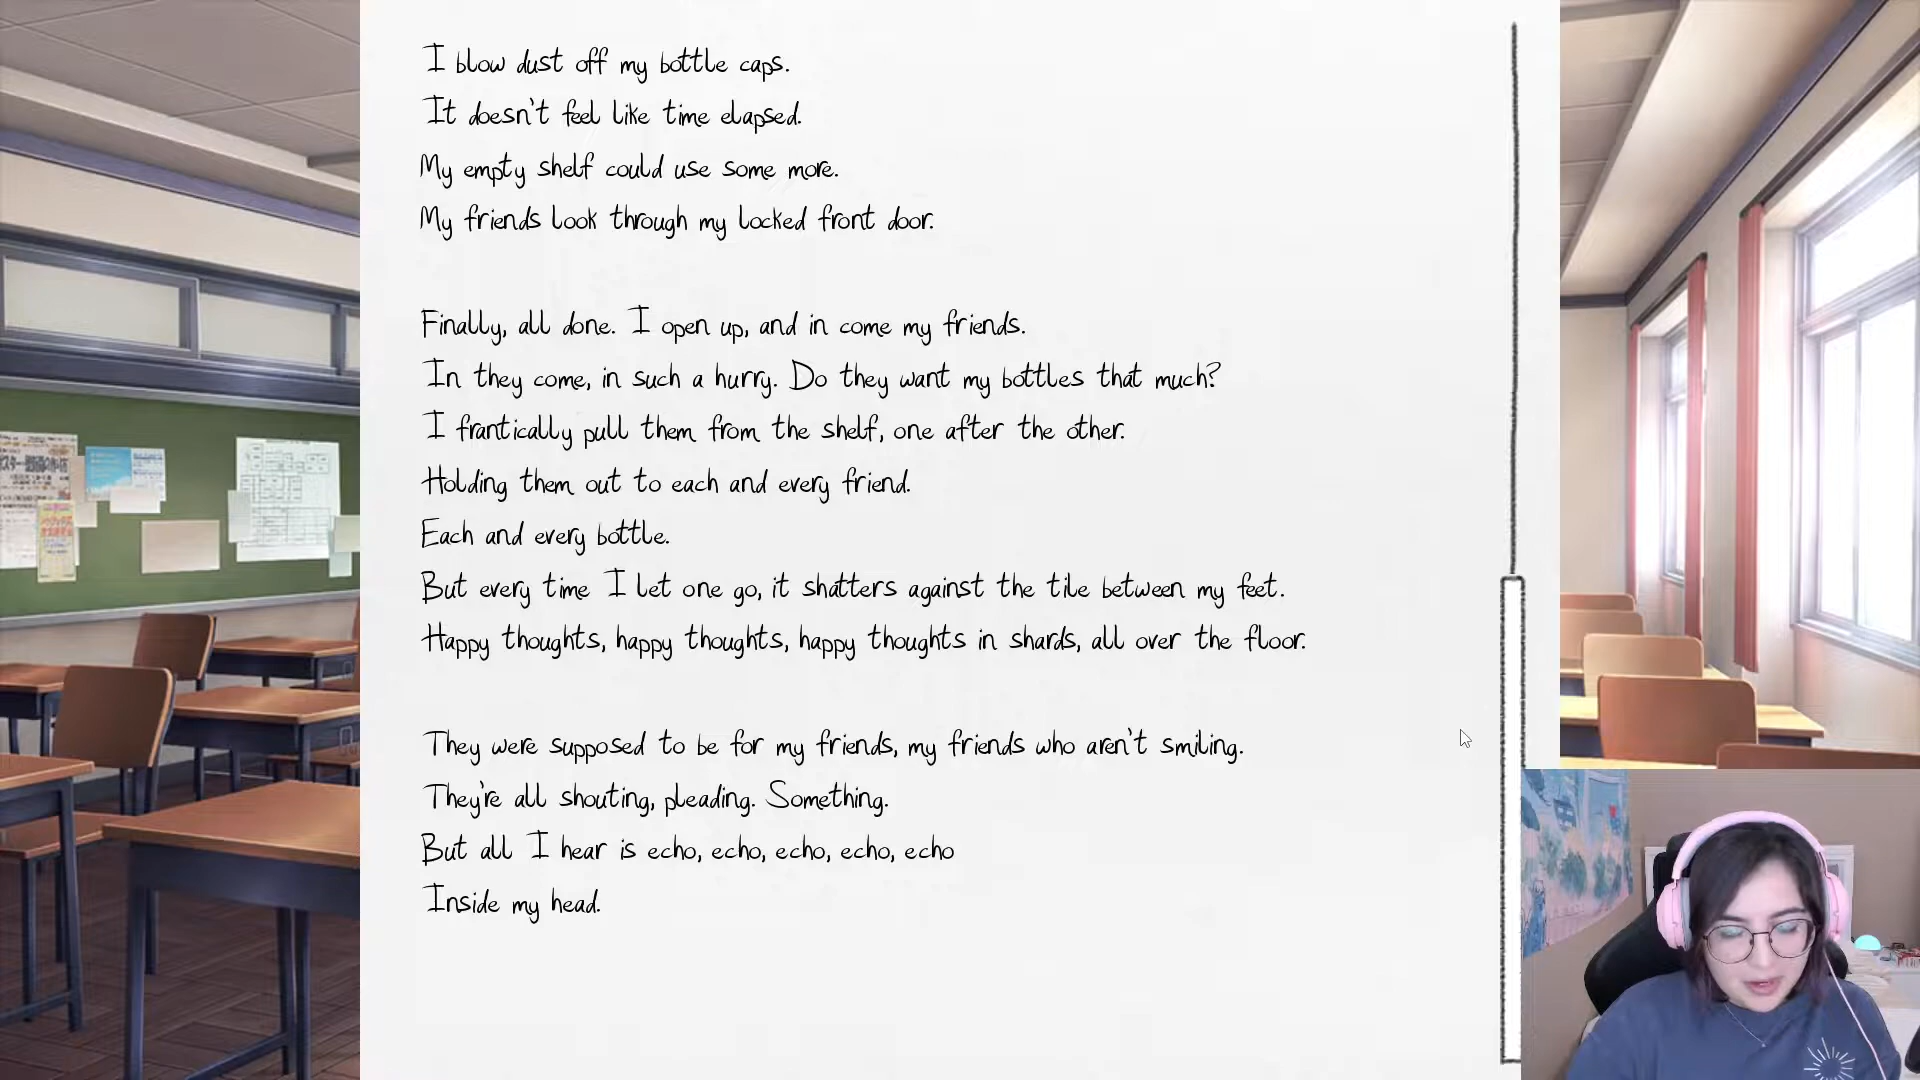 I blow dust off my bottle caps.
It doesn't feel like time elapsed.
My empty shelf could use some more.
My friends look through my locked front door.
Finally, all done. I open up, and in come my friends.
In they come, in such a hurry. Do they want my bottles that much?
I frantically pull them from the shelf, one after the other.
Holding them out to each and every friend.
Each and every bottle.
But every time I let one go, it shatters against the tile between my feet.
Happy thoughts, happy thoughts, happy thoughts in shards, all over the floor.
They were supposed to be for my friends, my friends who aren't smiling.
They're all shouting, pleading. Something.
But all I hear is echo, echo, echo, echo, echo
Inside my head.